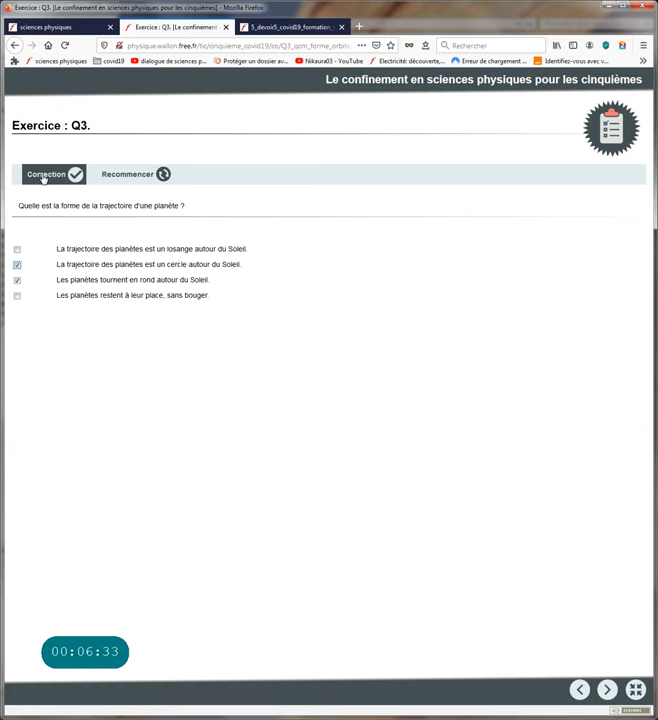 Exercice : Q3. [Le confinement en sciences physiques pour les cinquièmes] - Mozilla Firefox
sciences physiques
Exercice : Q3. [Le confinement
5_devoir5_covid19_formation_
physique.wallon.free.fr/tic/cinquieme_covid19/co/Q3_qcm_forme_orbite
Rechercher
sciences physiques covid19 dialogue de sciences p... Protéger un dossier av... Nikaura03 - YouTube Electricité: découverte,... Erreur de chargement ... Identifiez-vous avec v...
Le confinement en sciences physiques pour les cinquièmes
Exercice : Q3.
Correction Recommencer
Quelle est la forme de la trajectoire d'une planète ?
La trajectoire des planètes est un losange autour du Soleil.
La trajectoire des planètes est un cercle autour du Soleil.
Les planètes tournent en rond autour du Soleil.
Les planètes restent à leur place, sans bouger.
00:06:33